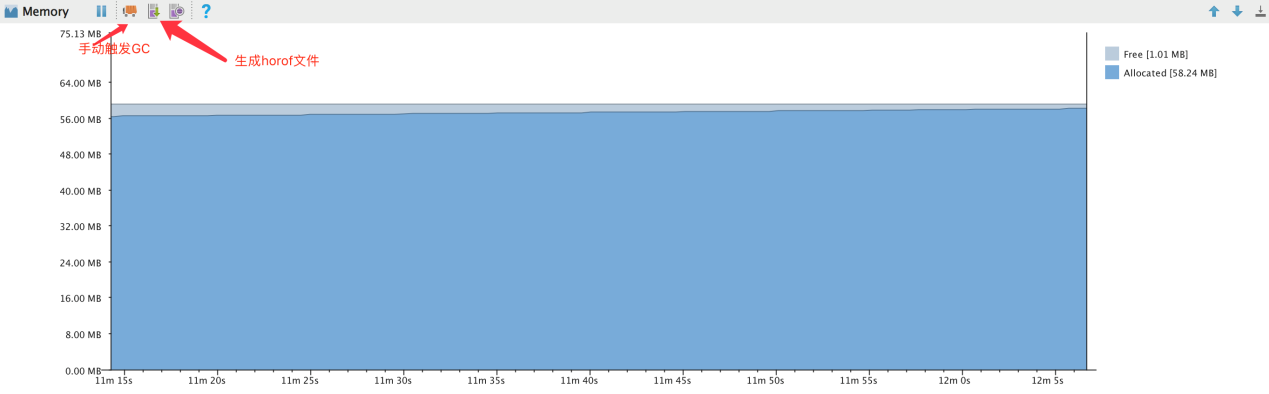 Memory
?
75.13 MB
手动触发GC
生成horof文件
Free [1.01 MB]
64.00 MB
Allocated [58.24 MB]
56.00 MB
48.00 MB
40.00 MB
32.00 MB
24.00 MB
16.00 MB
8.00 MB
0.00 MB
11m 15s 11m 20s 11m 25s 11m 30s 11m 35s 11m 40s 11m 45s 11m 50s 11m 55s 12m 0s 12m 5s